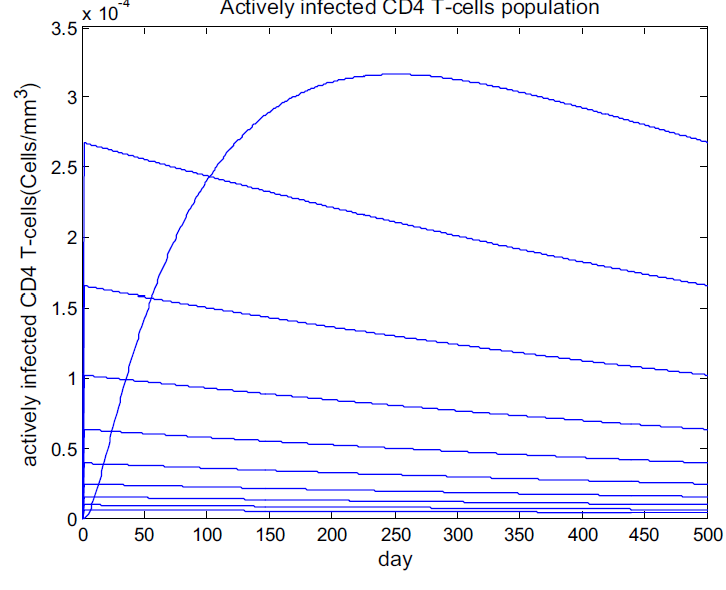 Actively infected CD4 T-cells population
x 10^-4
3.5
3
2.5
2
1.5
1
0.5
0
actively infected CD4 T-cells(Cells/mm^3)
0 50 100 150 200 250 300 350 400 450 500
day